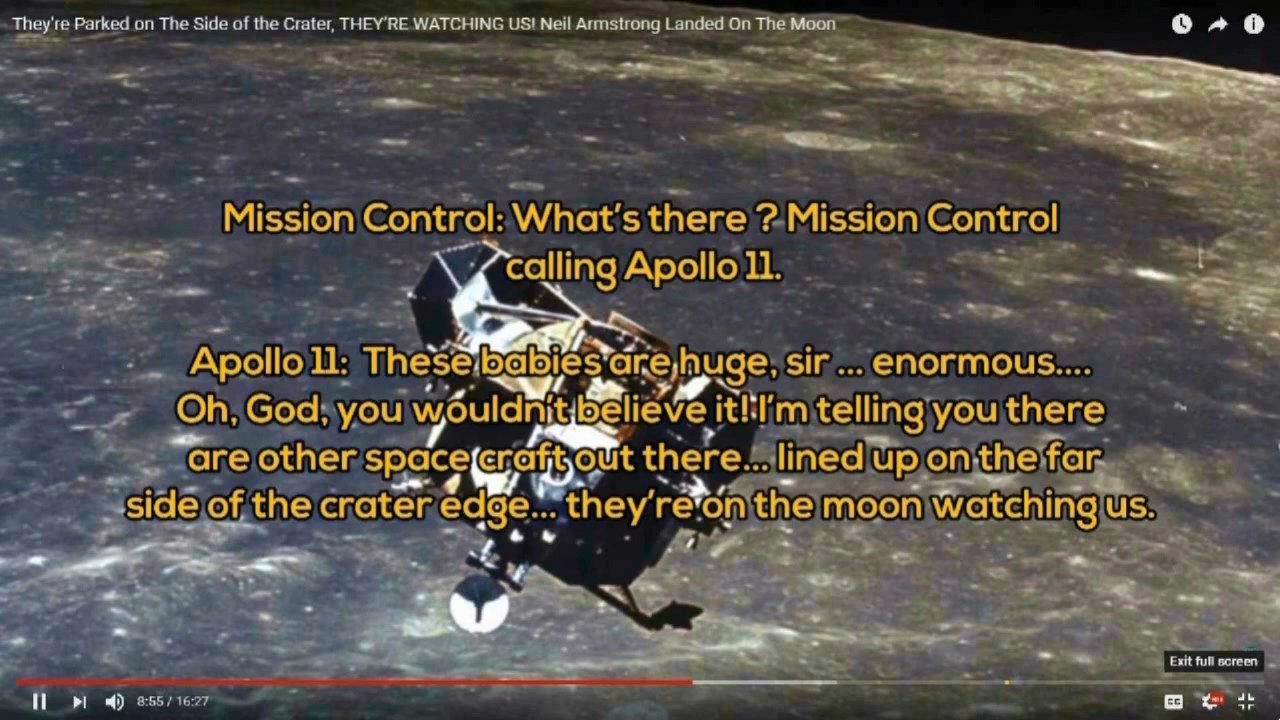 They're Parked on The Side of the Crater, THEY'RE WATCHING US! Neil Armstrong Landed On The Moon
Mission Control: What's there ? Mission Control
calling Apollo 11.
Apollo 11: These babies are huge, sir ... enormous....
Oh, God, you wouldn't believe it! I'm telling you there
are other space craft out there... lined up on the far
side of the crater edge... they're on the moon watching us.
Exit full screen
8:55 / 16:27
CC
HD